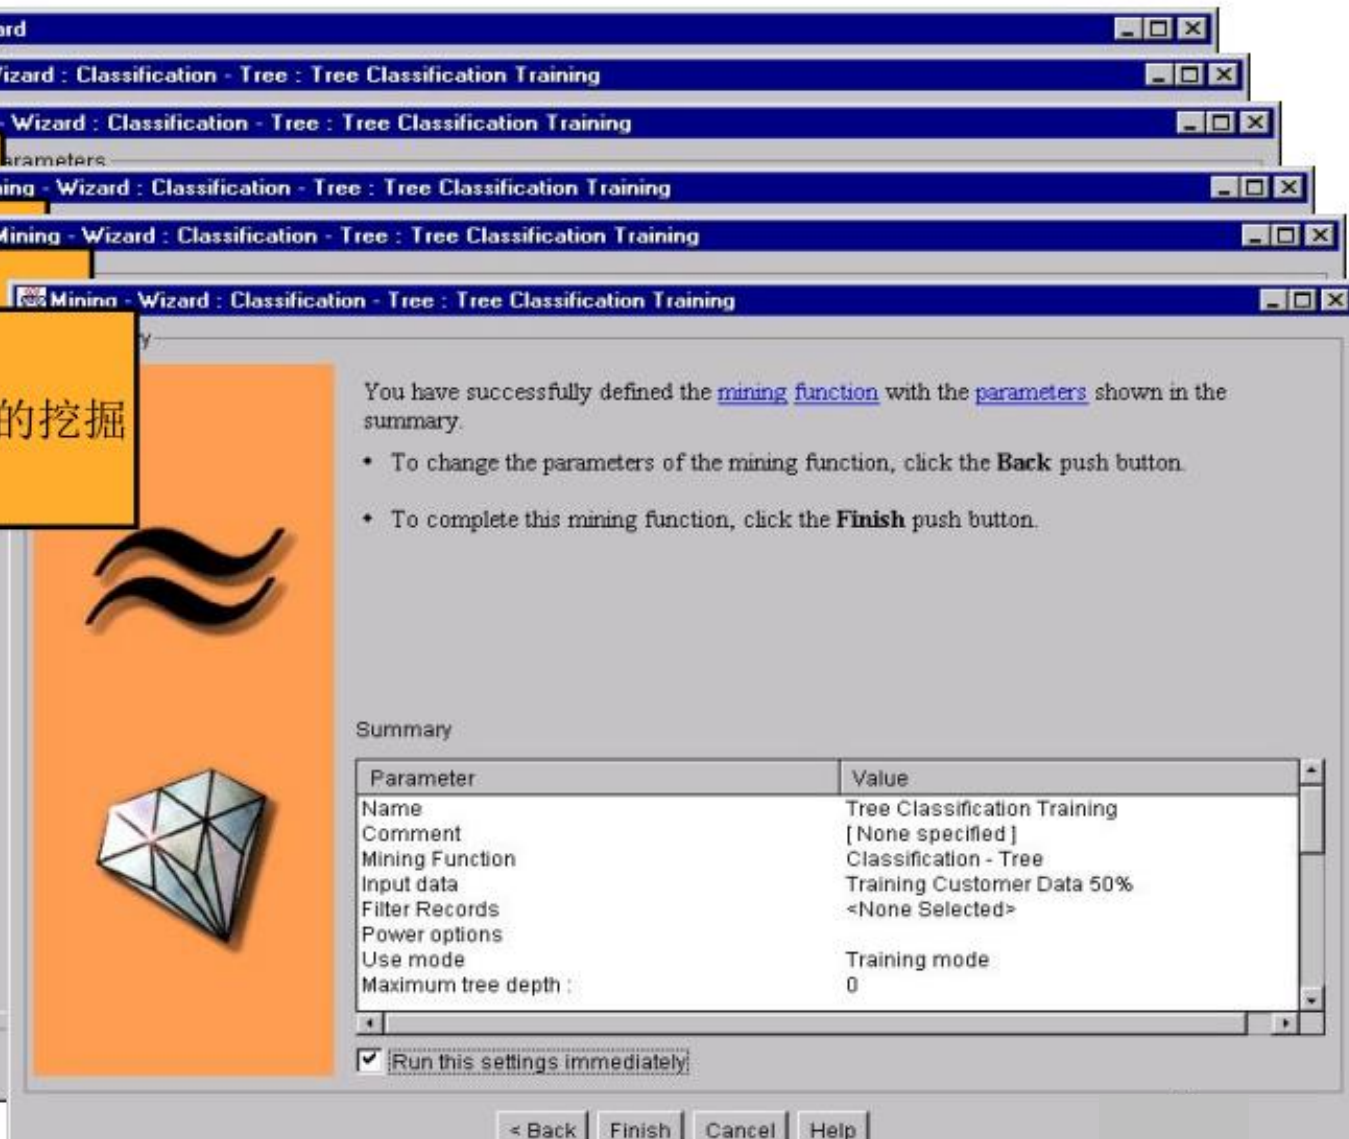 ard
Wizard : Classification - Tree : Tree Classification Training
- Wizard : Classification - Tree : Tree Classification Training
arameters
ing - Wizard : Classification - Tree : Tree Classification Training
Mining - Wizard : Classification - Tree : Tree Classification Training
Mining - Wizard : Classification - Tree : Tree Classification Training
y
的挖掘
You have successfully defined the mining function with the parameters shown in the
summary.
• To change the parameters of the mining function, click the Back push button.
• To complete this mining function, click the Finish push button.
Summary
Parameter Value
Name Tree Classification Training
Comment [ None specified ]
Mining Function Classification - Tree
Input data Training Customer Data 50%
Filter Records <None Selected>
Power options
Use mode Training mode
Maximum tree depth : 0
Run this settings immediately
< Back Finish Cancel Help